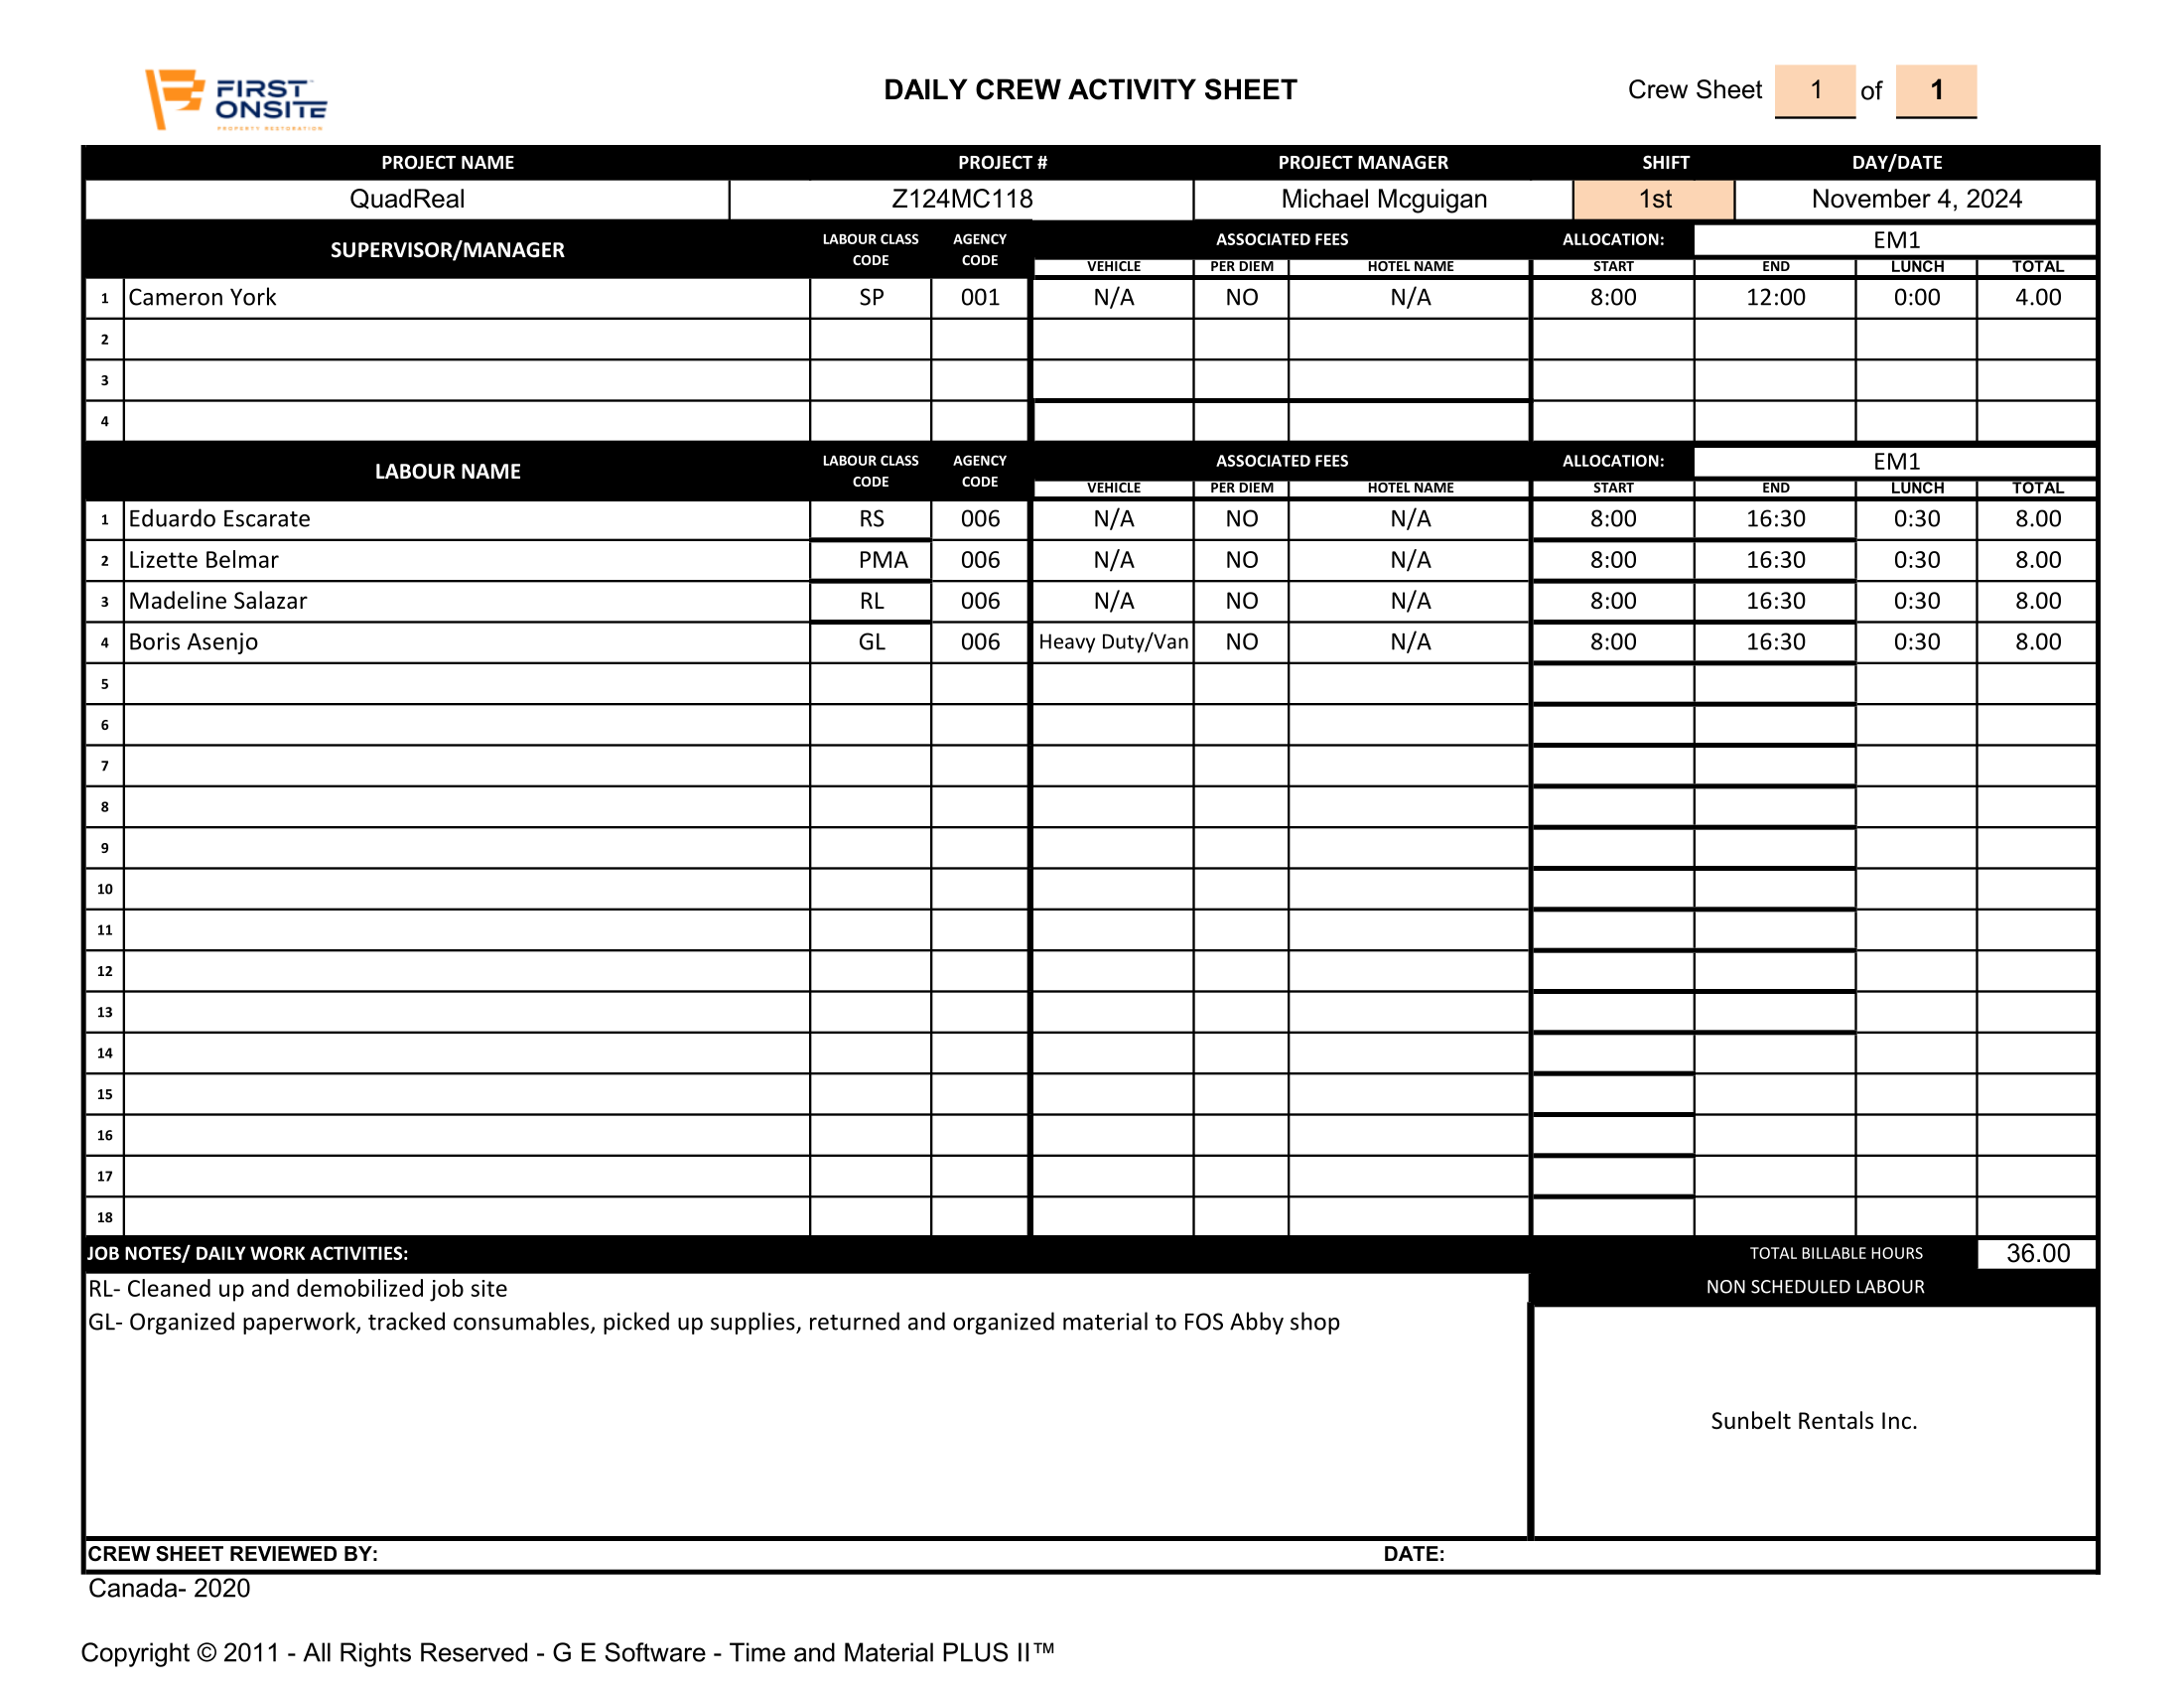 FIRST
ONSITE
PROPERTY RESTORATION
DAILY CREW ACTIVITY SHEET
Crew Sheet 1 of 1
PROJECT NAME PROJECT # PROJECT MANAGER SHIFT DAY/DATE
QuadReal Z124MC118 Michael Mcguigan 1st November 4, 2024
SUPERVISOR/MANAGER LABOUR CLASS CODE AGENCY CODE ASSOCIATED FEES ALLOCATION: EM1
VEHICLE PER DIEM HOTEL NAME START END LUNCH TOTAL
1 Cameron York SP 001 N/A NO N/A 8:00 12:00 0:00 4.00
2
3
4
LABOUR NAME LABOUR CLASS CODE AGENCY CODE ASSOCIATED FEES ALLOCATION: EM1
VEHICLE PER DIEM HOTEL NAME START END LUNCH TOTAL
1 Eduardo Escarate RS 006 N/A NO N/A 8:00 16:30 0:30 8.00
2 Lizette Belmar PMA 006 N/A NO N/A 8:00 16:30 0:30 8.00
3 Madeline Salazar RL 006 N/A NO N/A 8:00 16:30 0:30 8.00
4 Boris Asenjo GL 006 Heavy Duty/Van NO N/A 8:00 16:30 0:30 8.00
5
6
7
8
9
10
11
12
13
14
15
16
17
18
JOB NOTES/ DAILY WORK ACTIVITIES: TOTAL BILLABLE HOURS 36.00
RL- Cleaned up and demobilized job site NON SCHEDULED LABOUR
GL- Organized paperwork, tracked consumables, picked up supplies, returned and organized material to FOS Abby shop
Sunbelt Rentals Inc.
CREW SHEET REVIEWED BY: DATE:
Canada- 2020
Copyright © 2011 - All Rights Reserved - G E Software - Time and Material PLUS II™